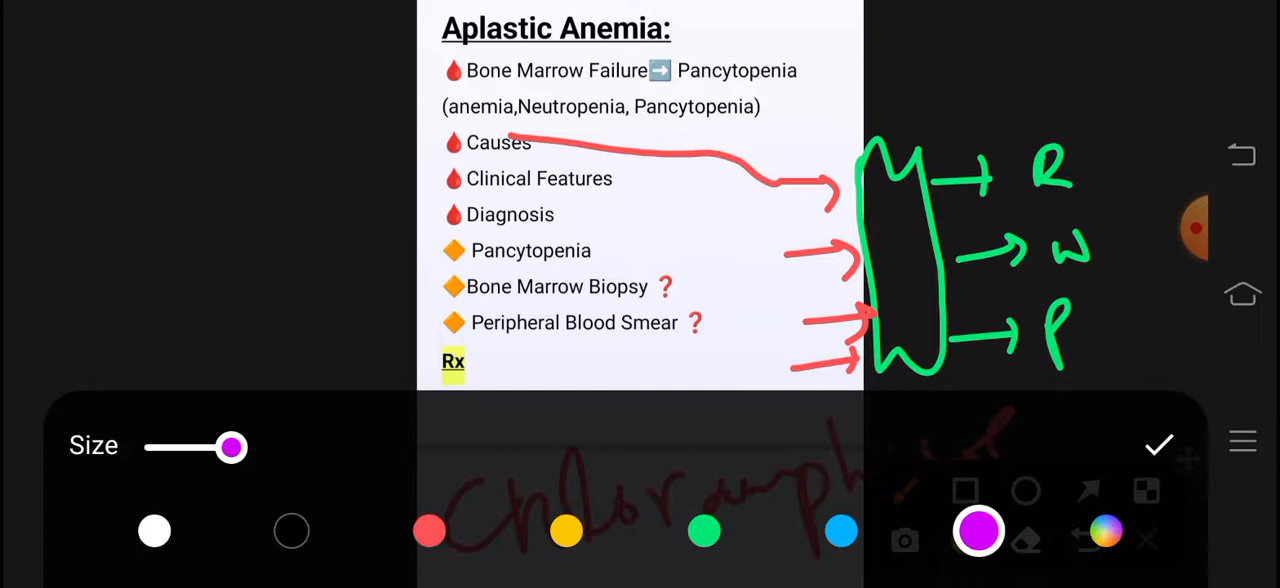 Aplastic Anemia:
🩸Bone Marrow Failure➡️ Pancytopenia
(anemia,Neutropenia, Pancytopenia)
🩸Causes
🩸Clinical Features
🩸Diagnosis
🔶 Pancytopenia
🔶Bone Marrow Biopsy ❓
🔶 Peripheral Blood Smear ❓
Rx
R
W
P
Size